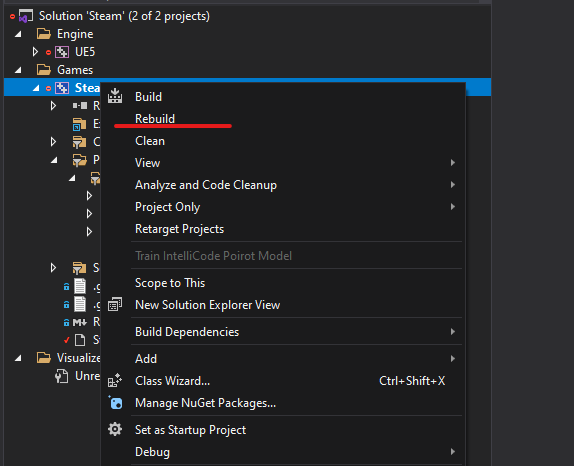 Solution 'Steam' (2 of 2 projects)
Engine
UE5
Games
Stea
Build
Rebuild
Clean
View
Analyze and Code Cleanup
Project Only
Retarget Projects
Train IntelliCode Poirot Model
Scope to This
New Solution Explorer View
Build Dependencies
Add
Visualize
Class Wizard... Ctrl+Shift+X
Unre
Manage NuGet Packages...
Set as Startup Project
Debug